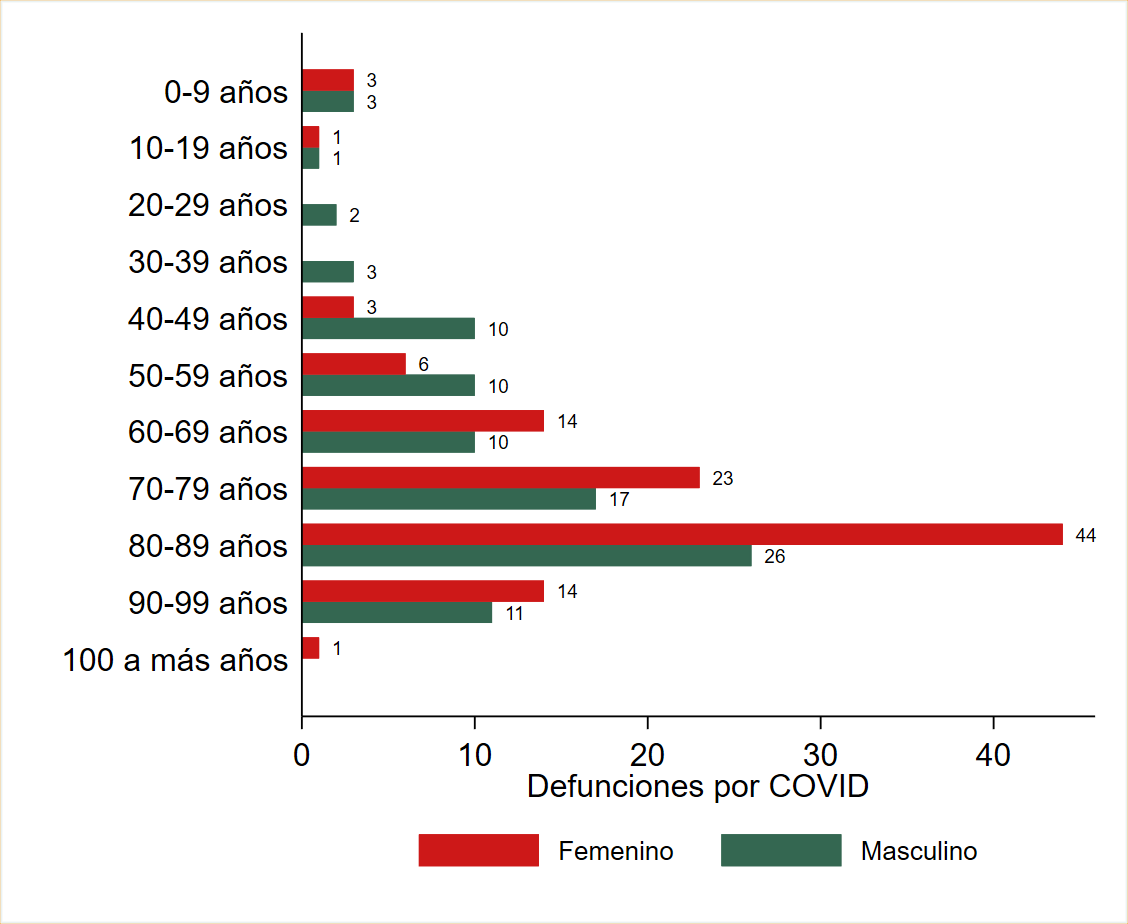 0-9 años
3
3
10-19 años
1
1
20-29 años
2
30-39 años
3
40-49 años
3
10
50-59 años
6
10
60-69 años
14
10
70-79 años
23
17
80-89 años
44
26
90-99 años
14
11
100 a más años
1
0 10 20 30 40
Defunciones por COVID
Femenino Masculino